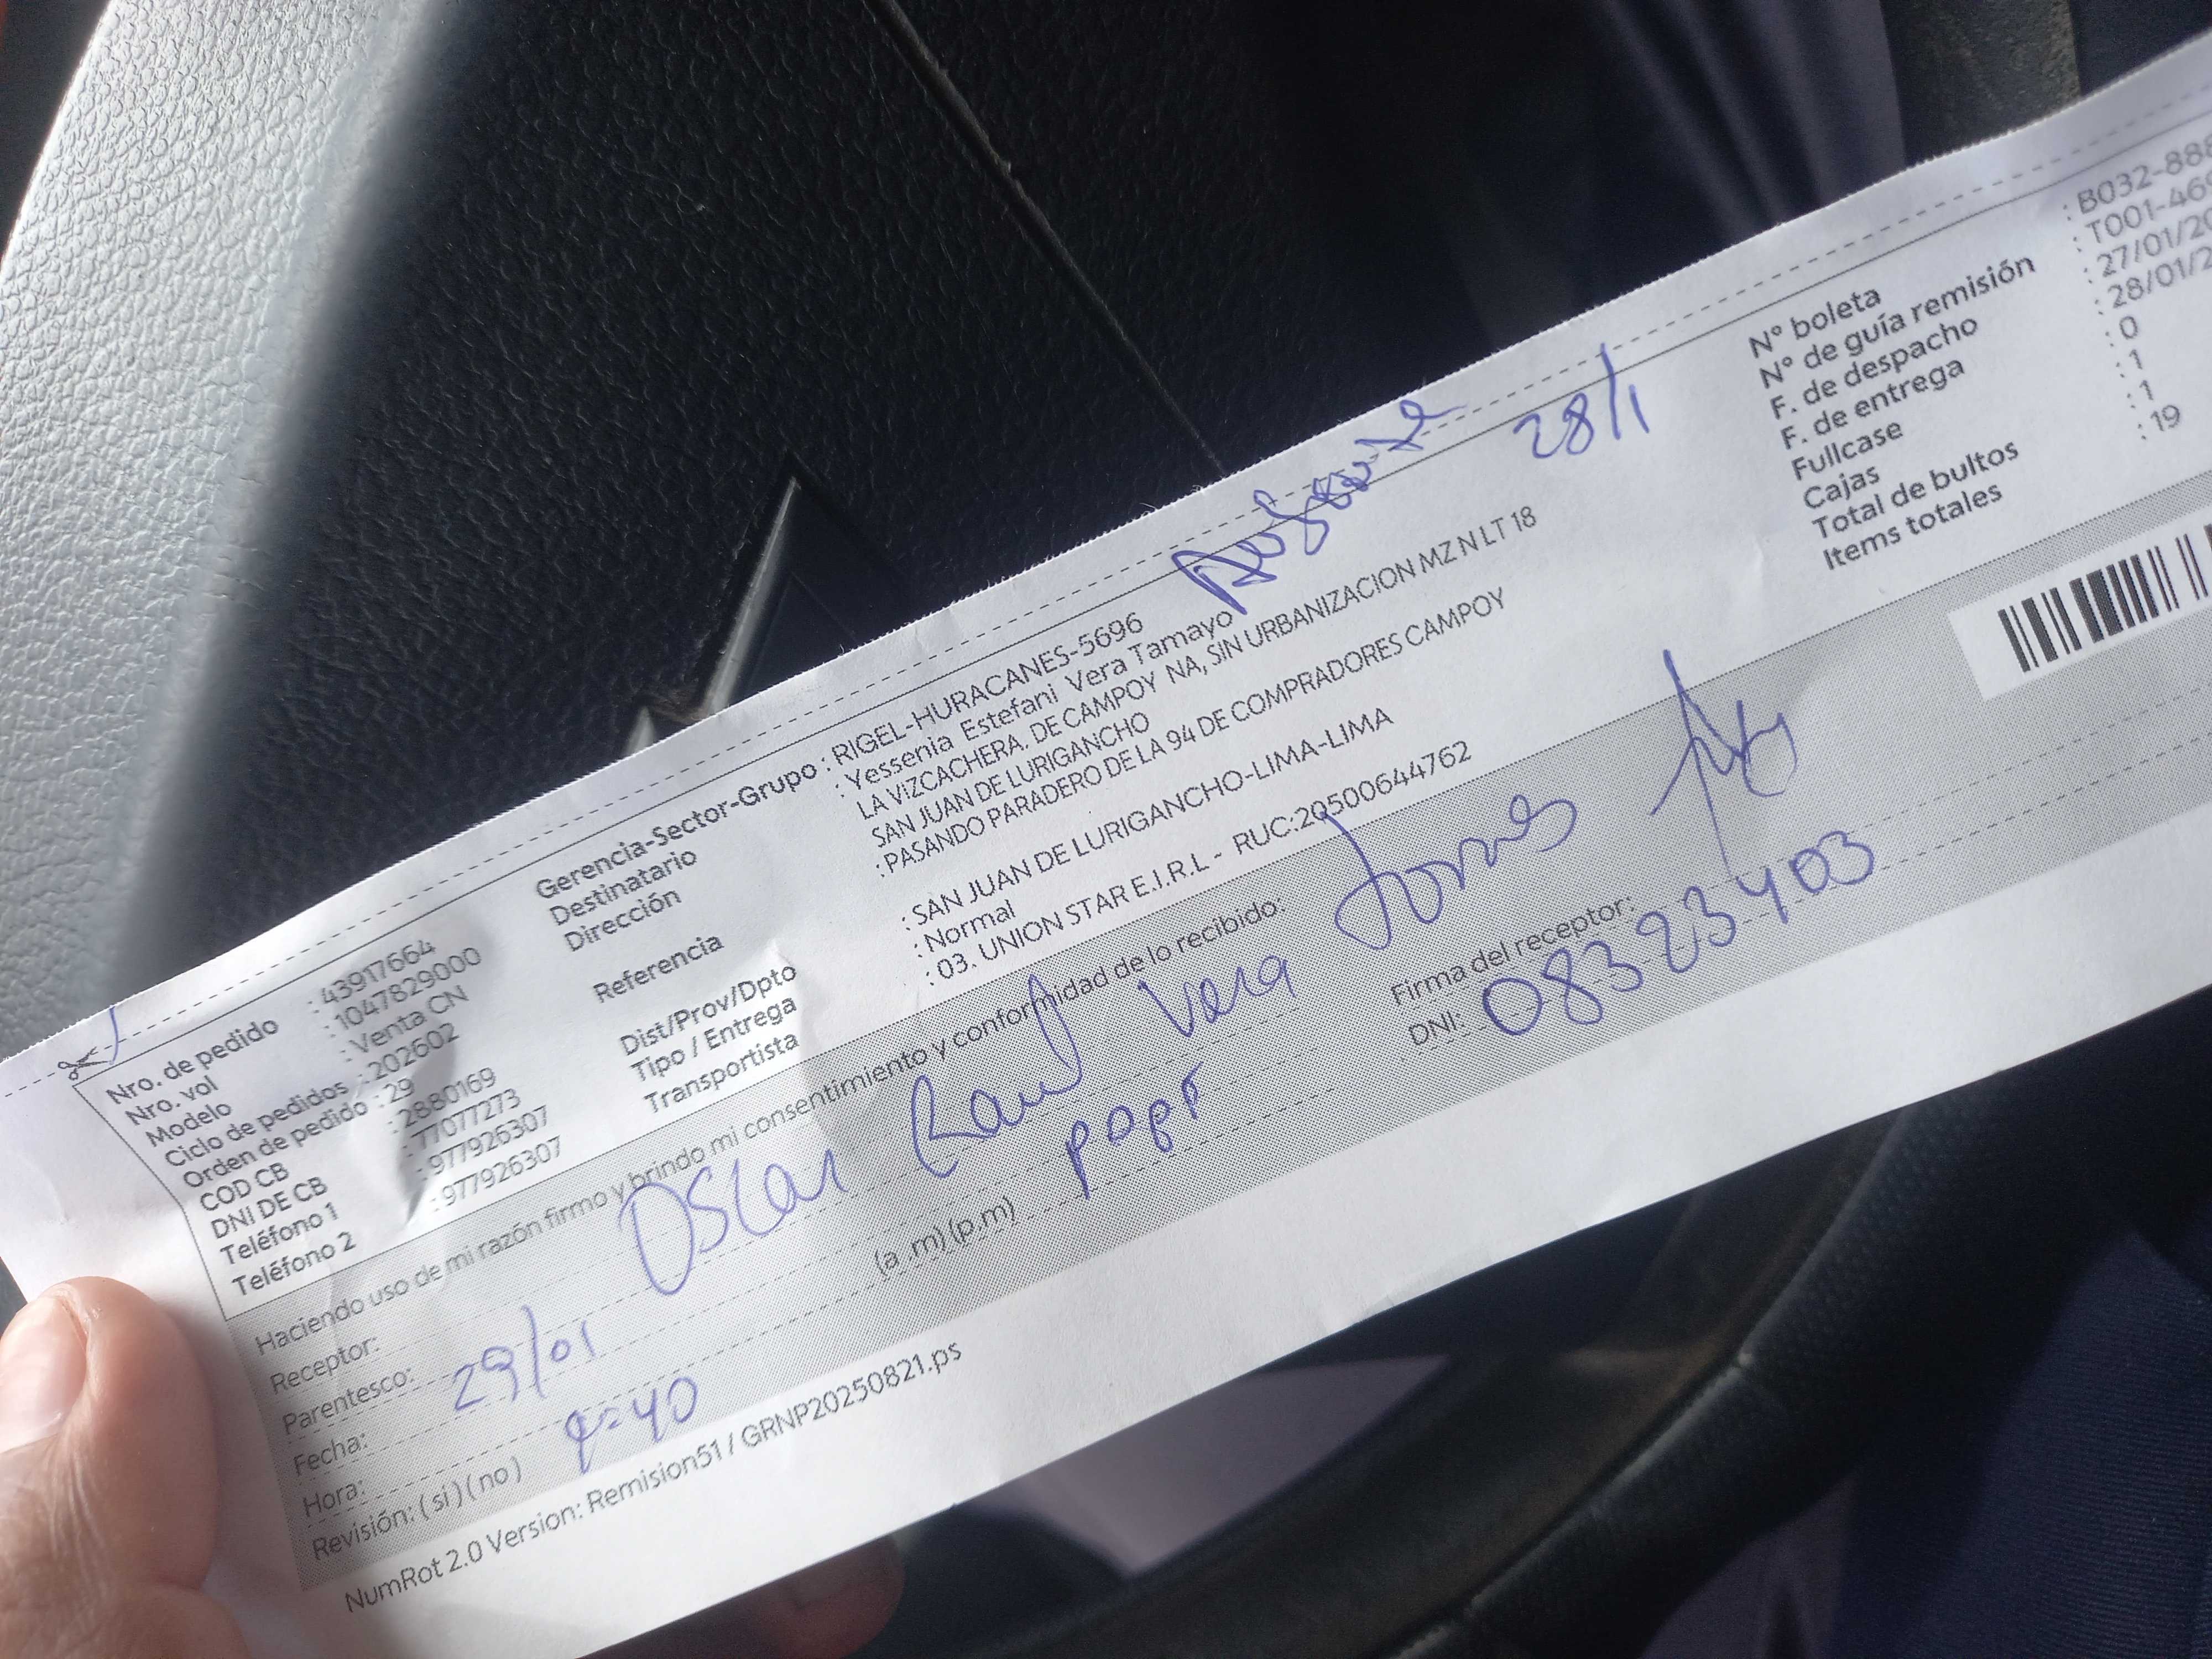 Nro. de pedido : 43917664
Nro. vol : 1047829000
Modelo : Venta CN
Ciclo de pedidos : 202602
Orden de pedido : 29
COD CB : 2880169
DNI DE CB : 77077273
Teléfono 1 : 977926307
Teléfono 2 : 977926307
Gerencia-Sector-Grupo : RIGEL-HURACANES-5696
Destinatario : Yessenia Estefani Vera Tamayo
Dirección LA VIZCACHERA. DE CAMPOY NA, SIN URBANIZACION MZ N LT 18
SAN JUAN DE LURIGANCHO
Referencia : PASANDO PARADERO DE LA 94 DE COMPRADORES CAMPOY
Dist/Prov/Dpto : SAN JUAN DE LURIGANCHO-LIMA-LIMA
Tipo / Entrega : Normal
Transportista : 03. UNION STAR E.I.R.L - RUC:20500644762
28/1
N° boleta : B032-888
N° de guía remisión : T001-469
F. de despacho : 27/01/20
F. de entrega : 28/01/2
Fullcase : 0
Cajas : 1
Total de bultos : 1
Items totales : 19
Haciendo uso de mi razón firmo y brindo mi consentimiento y conformidad de lo recibido:
Receptor: Oscar Raul Vera
Parentesco: papa
Fecha: 29/01
Hora: (a .m) (p.m)
Revisión: ( si ) ( no )
Firma del receptor:
DNI: 08323403
NumRot 2.0 Version: Remision51 / GRNP20250821.ps